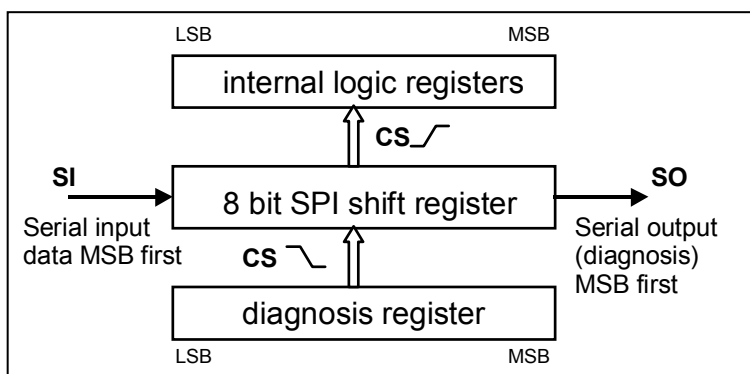 LSB MSB
internal logic registers
CS
SI
SO
8 bit SPI shift register
Serial input
data MSB first
Serial output
(diagnosis)
MSB first
CS
diagnosis register
LSB MSB